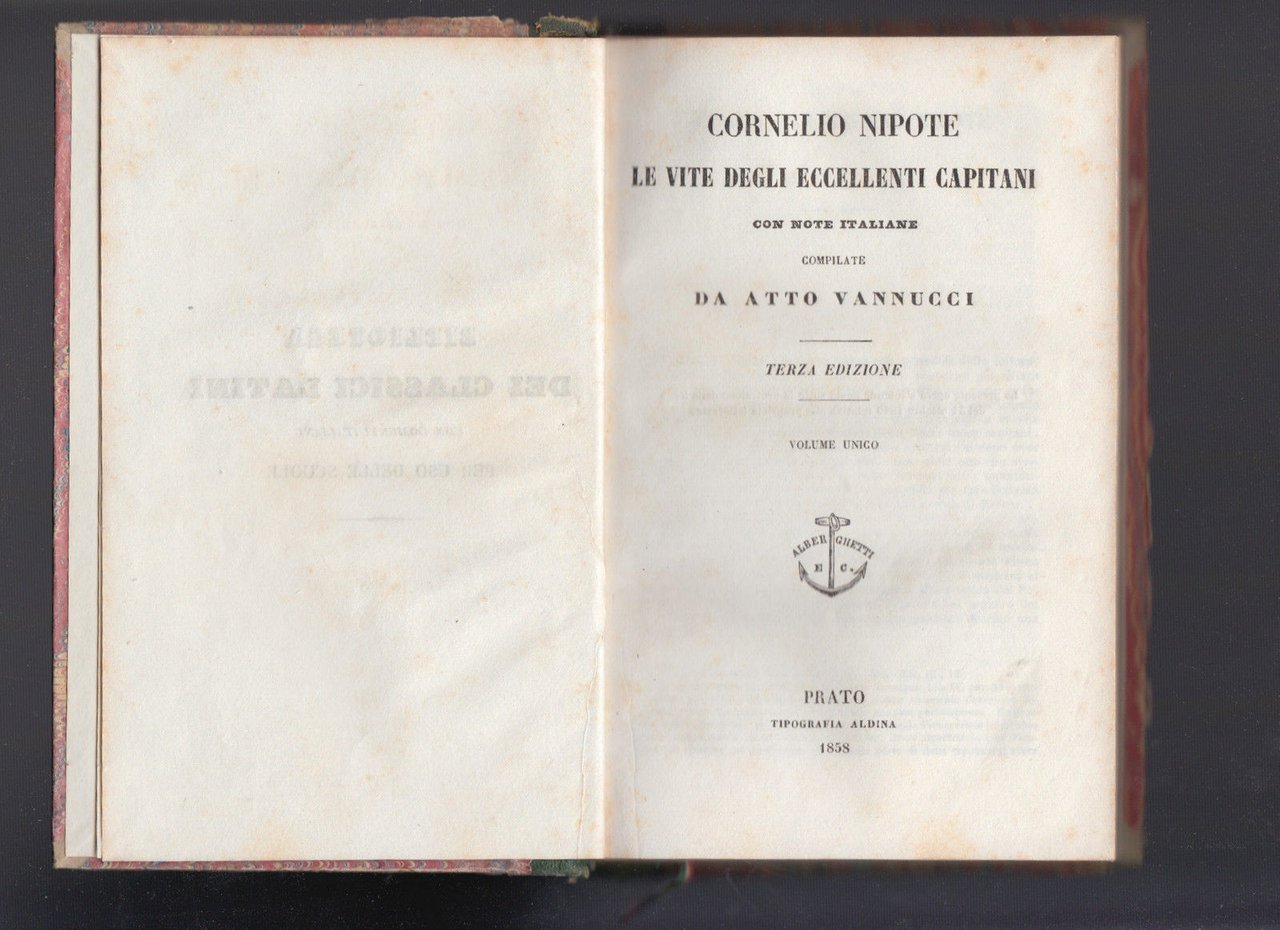 CORNELIO NIPOTE
LE VITE DEGLI ECCELLENTI CAPITANI
CON NOTE ITALIANE
COMPILATE
DA ATTO VANNUCCI
TERZA EDIZIONE
VOLUME UNICO
ALBERGHETTI
E C.
PRATO
TIPOGRAFIA ALDINA
1858